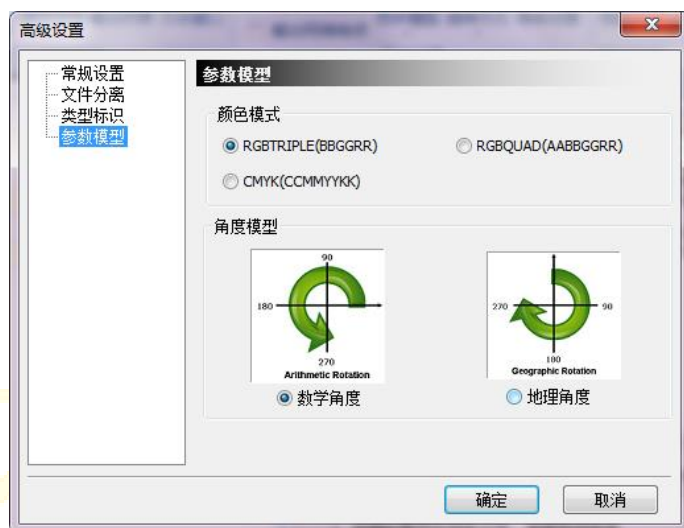 高级设置
常规设置
文件分离
类型标识
参数模型
参数模型
颜色模式
RGBTRIPLE(BBGGRR) RGBQUAD(AABBGGRR)
CMYK(CCMMYYKK)
角度模型
90
180
270
Arithmetic Rotation
270 90
180
Geographic Rotation
数学角度 地理角度
确定 取消